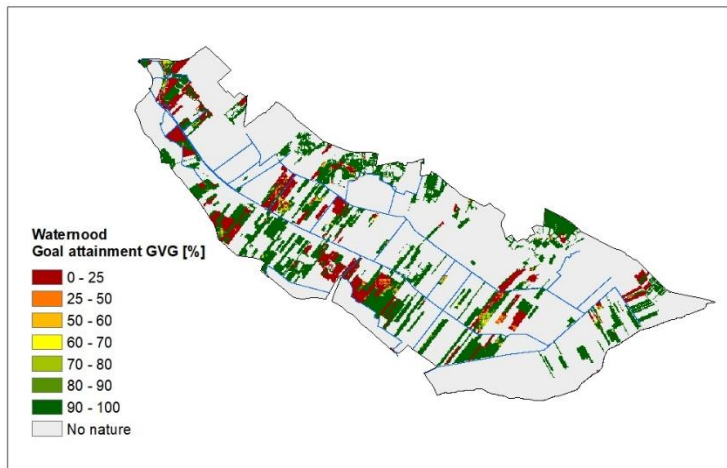 Waternood
Goal attainment GVG [%]
0 - 25
25 - 50
50 - 60
60 - 70
70 - 80
80 - 90
90 - 100
No nature